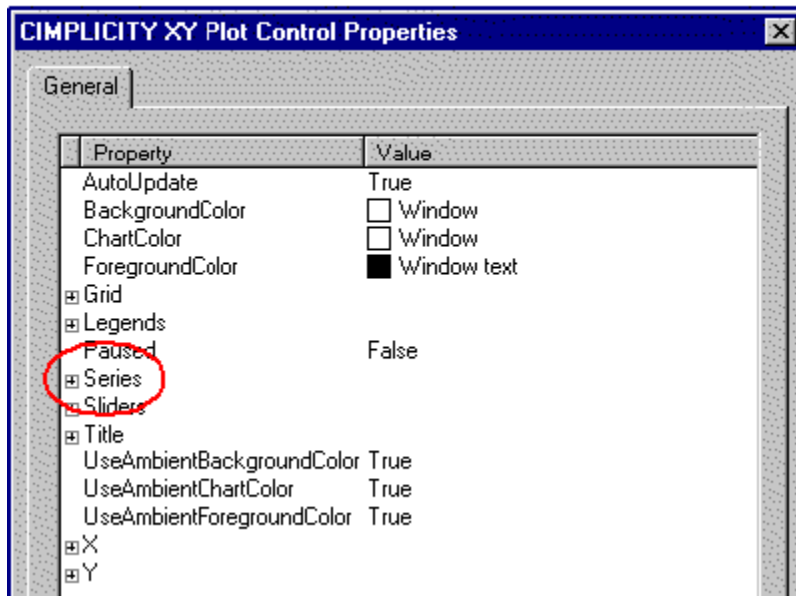 CIMPLICITY XY Plot Control Properties
General
Property Value
AutoUpdate True
BackgroundColor Window
ChartColor Window
ForegroundColor Window text
Grid
Legends
Paused False
Series
Sliders
Title
UseAmbientBackgroundColor True
UseAmbientChartColor True
UseAmbientForegroundColor True
X
Y